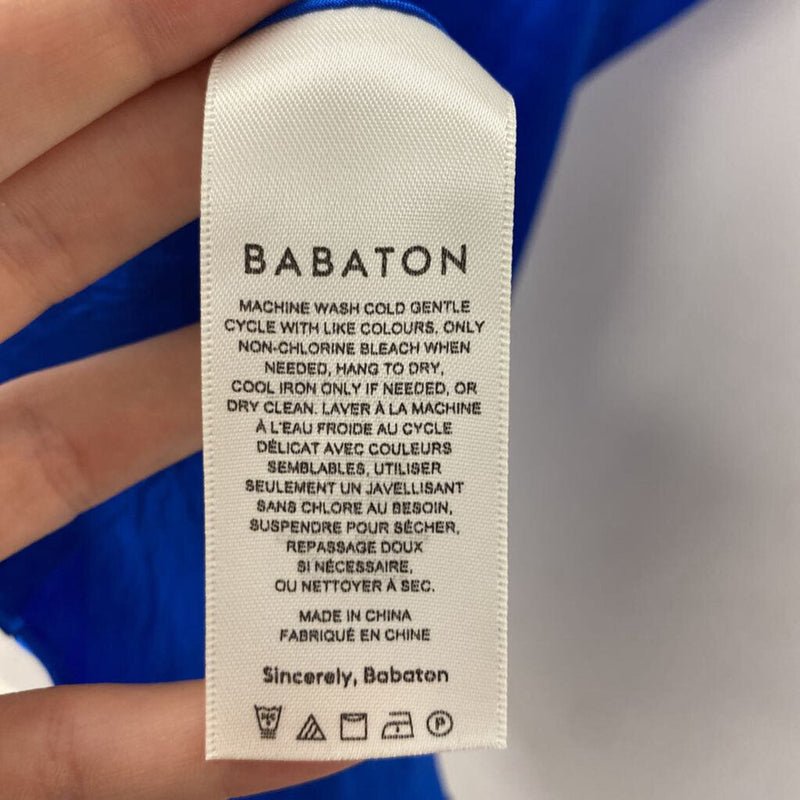 BABATON
MACHINE WASH COLD GENTLE
CYCLE WITH LIKE COLOURS, ONLY
NON-CHLORINE BLEACH WHEN
NEEDED, HANG TO DRY,
COOL IRON ONLY IF NEEDED, OR
DRY CLEAN. LAVER À LA MACHINE
À L'EAU FROIDE AU CYCLE
DÉLICAT AVEC COULEURS
SEMBLABLES, UTILISER
SEULEMENT UN JAVELLISANT
SANS CHLORE AU BESOIN,
SUSPENDRE POUR SÉCHER,
REPASSAGE DOUX
SI NÉCESSAIRE,
OU NETTOYER À SEC.
MADE IN CHINA
FABRIQUÉ EN CHINE
Sincerely, Babaton
P